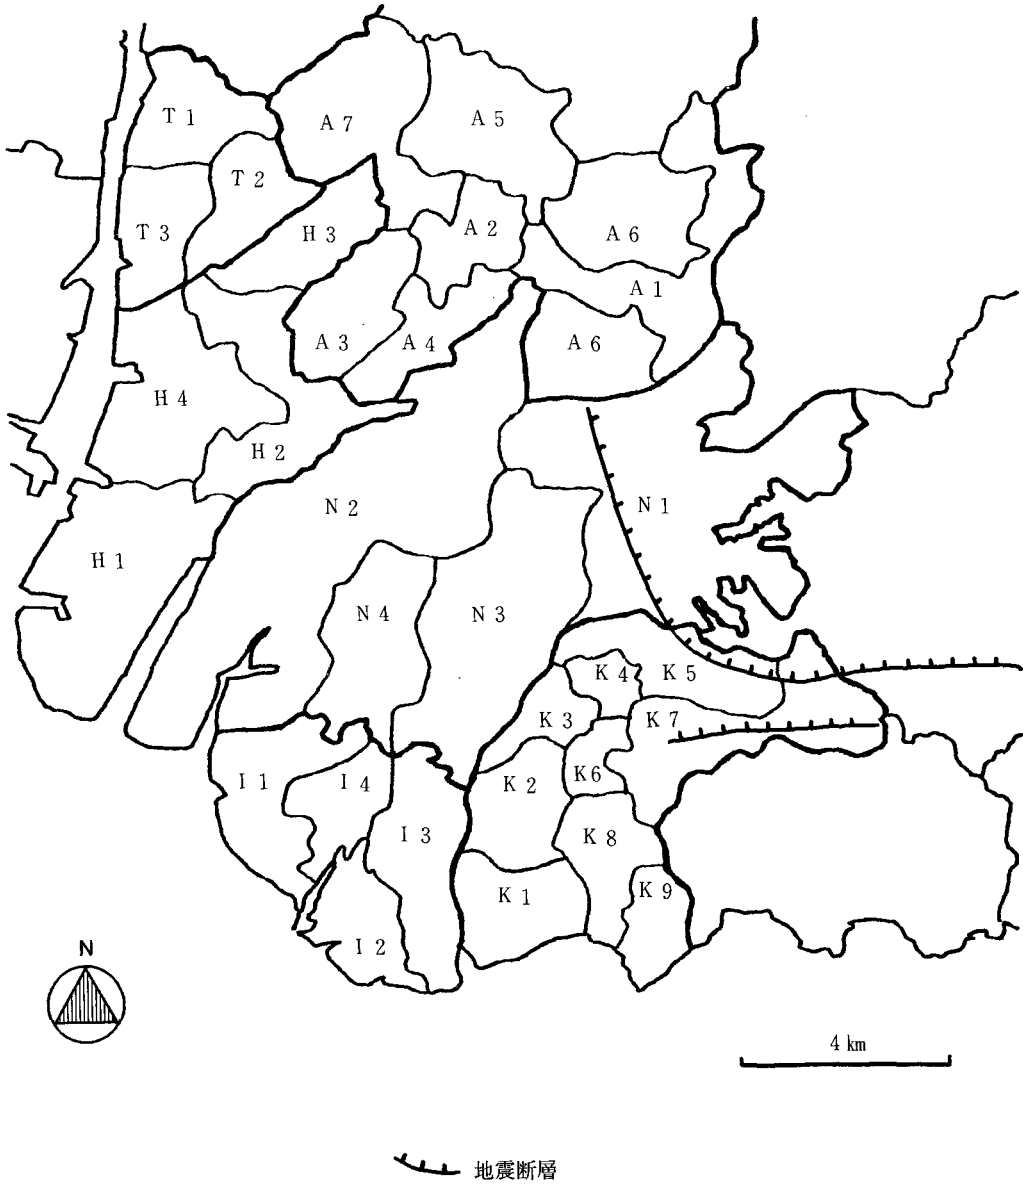 T 1
A 7
A 5
T 2
T 3
H 3
A 2
A 6
A 1
A 3
A 4
A 6
H 4
H 2
N 2
N 1
H 1
N 4
N 3
K 4
K 5
K 3
K 7
I 1
I 4
K 2
K6
I 3
K 8
K 1
K 9
I 2
N
4 km
地震断層